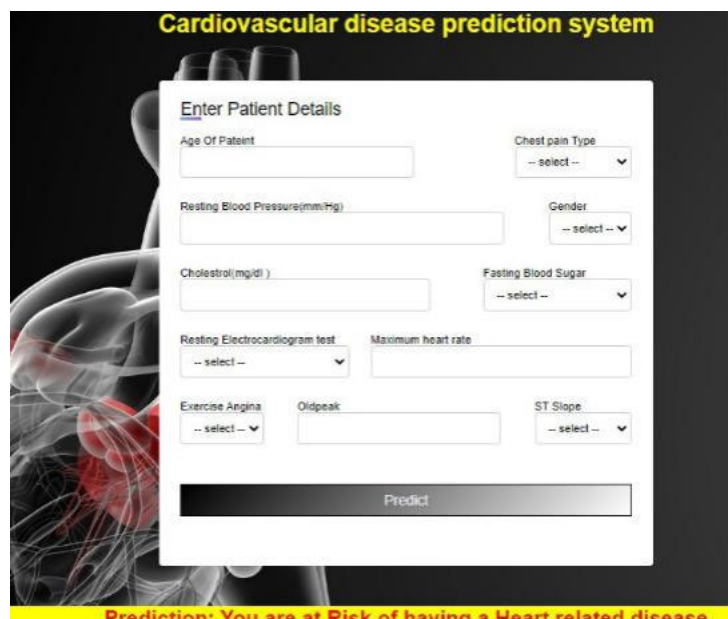 Cardiovascular disease prediction system
Enter Patient Details
Age Of Pateint Chest pain Type
-- select --
Resting Blood Pressure(mm/Hg) Gender
-- select --
Cholestrol(mg/dl ) Fasting Blood Sugar
-- select --
Resting Electrocardiogram test Maximum heart rate
-- select --
Exercise Angina Oldpeak ST Slope
-- select -- -- select --
Predict
Prediction: You are at Risk of having a Heart related disease